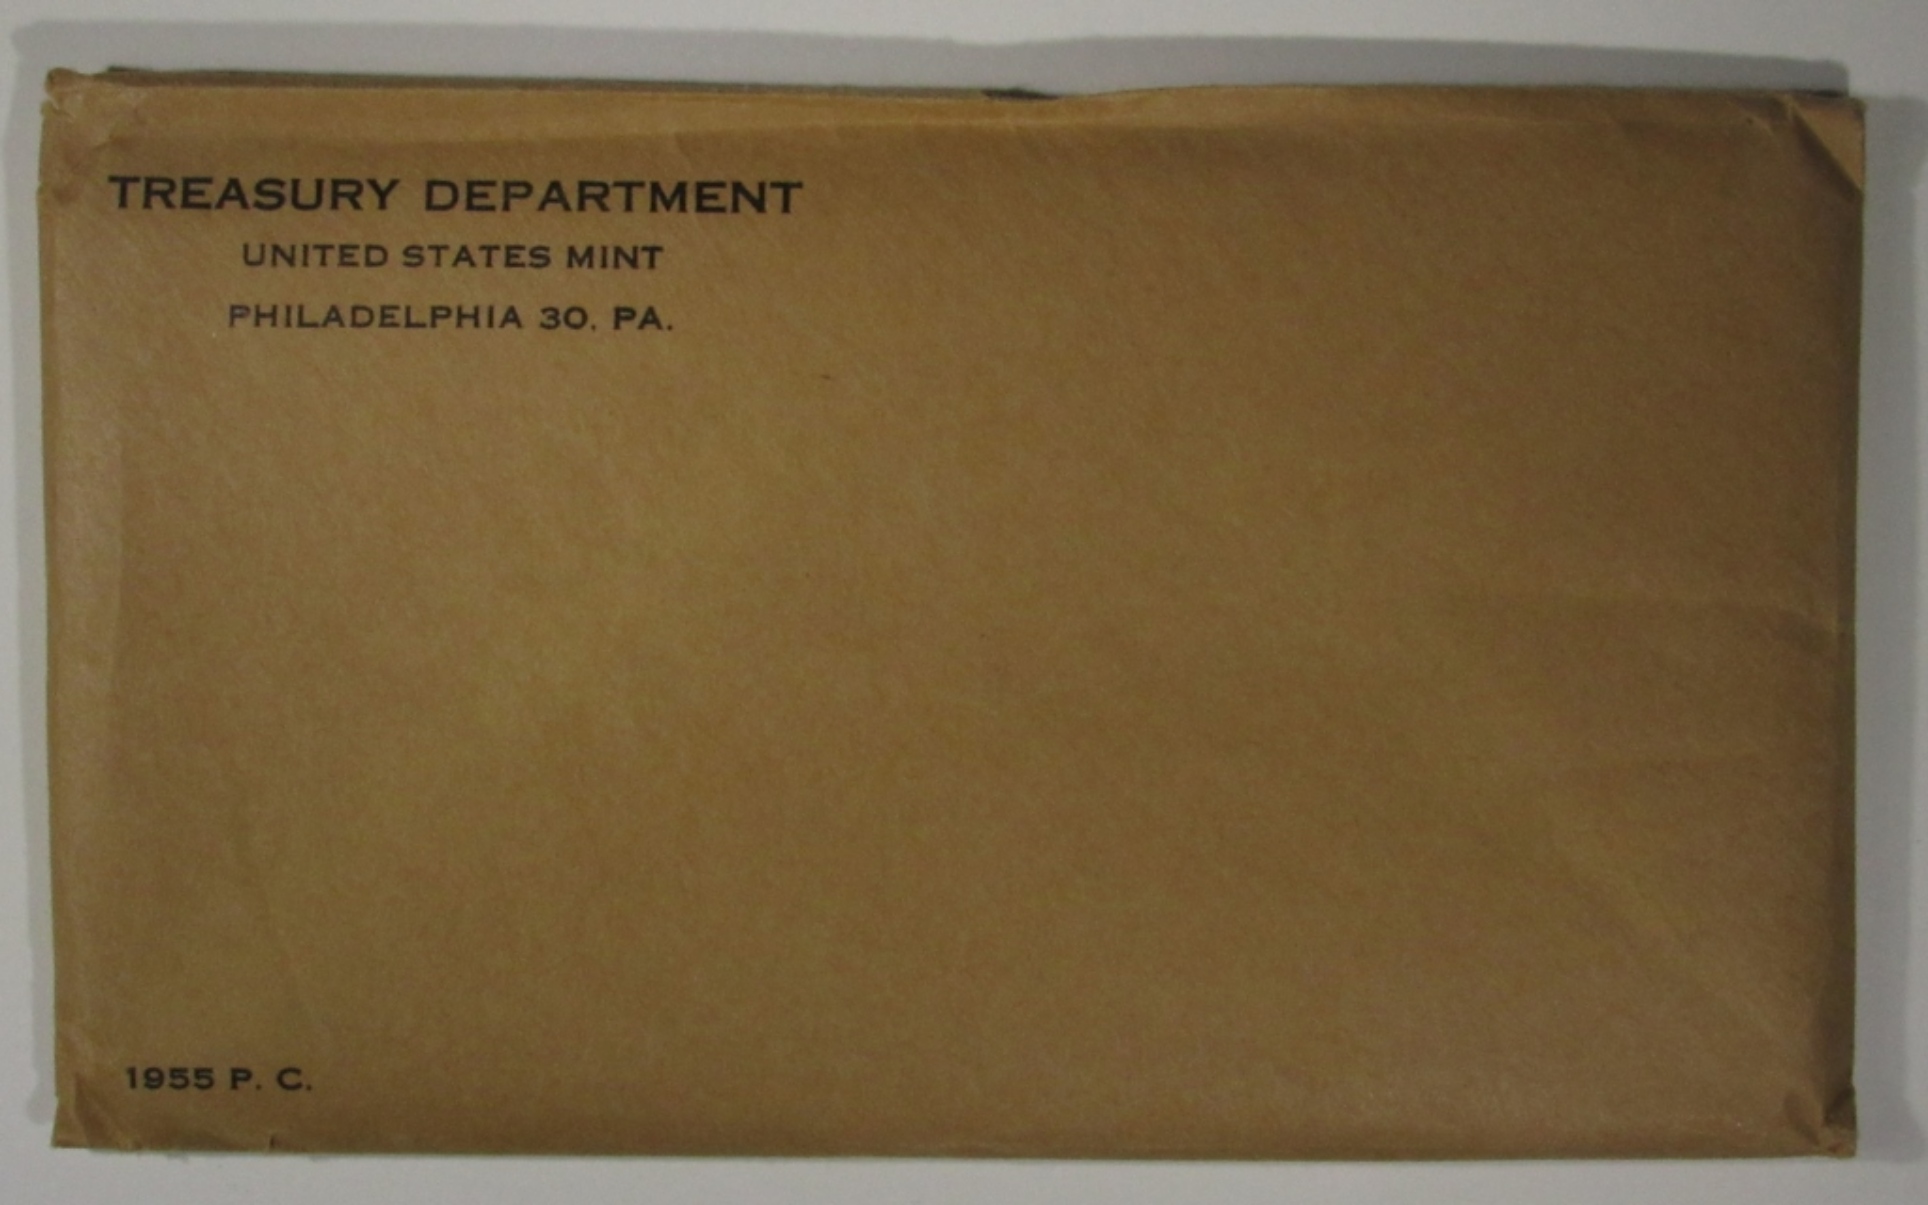 TREASURY DEPARTMENT
UNITED STATES MINT
PHILADELPHIA 30, PA.
1955 P. C.